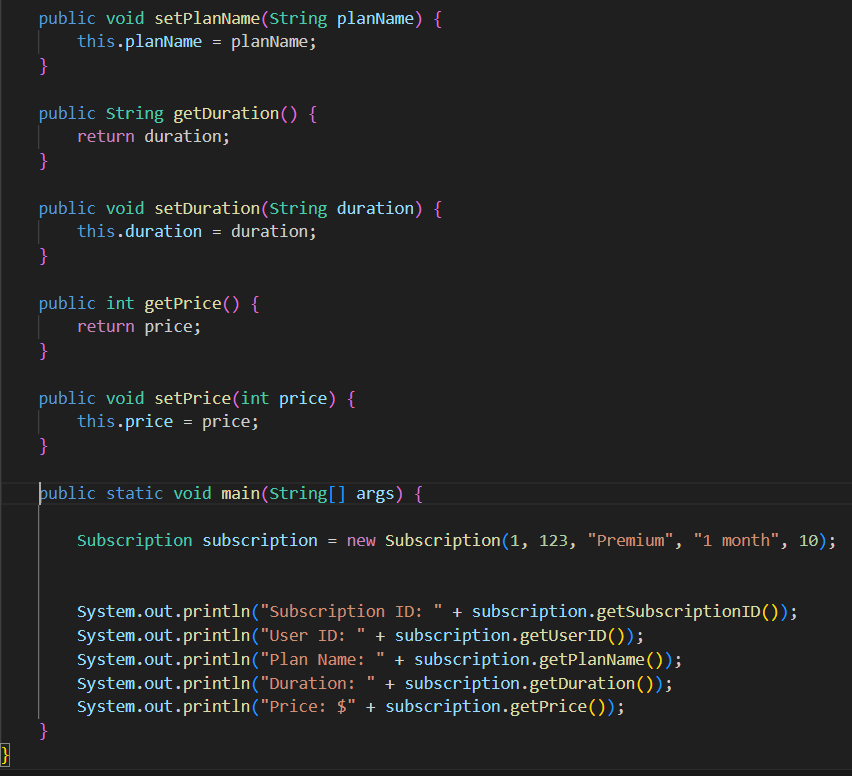 public void setPlanName(String planName) {
this.planName = planName;
}
public String getDuration() {
return duration;
}
public void setDuration(String duration) {
this.duration = duration;
}
public int getPrice() {
return price;
}
public void setPrice(int price) {
this.price = price;
}
public static void main(String[] args) {
Subscription subscription = new Subscription(1, 123, "Premium", "1 month", 10);
System.out.println("Subscription ID: " + subscription.getSubscriptionID());
System.out.println("User ID: " + subscription.getUserID());
System.out.println("Plan Name: " + subscription.getPlanName());
System.out.println("Duration: " + subscription.getDuration());
System.out.println("Price: $" + subscription.getPrice());
}
}